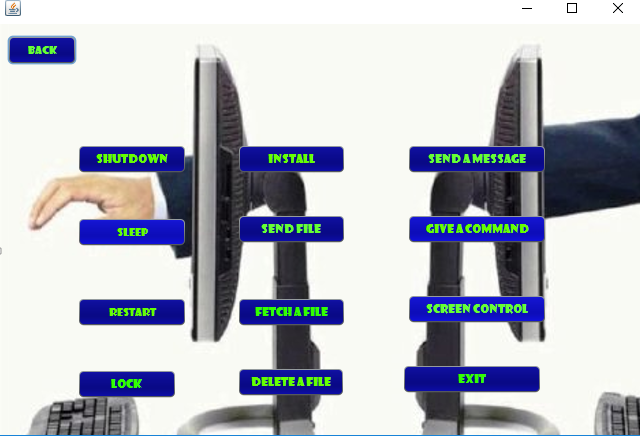 BACK
SHUTDOWN
INSTALL
SEND A MESSAGE
SLEEP
SEND FILE
GIVE A COMMAND
RESTART
FETCH A FILE
SCREEN CONTROL
LOCK
DELETE A FILE
EXIT